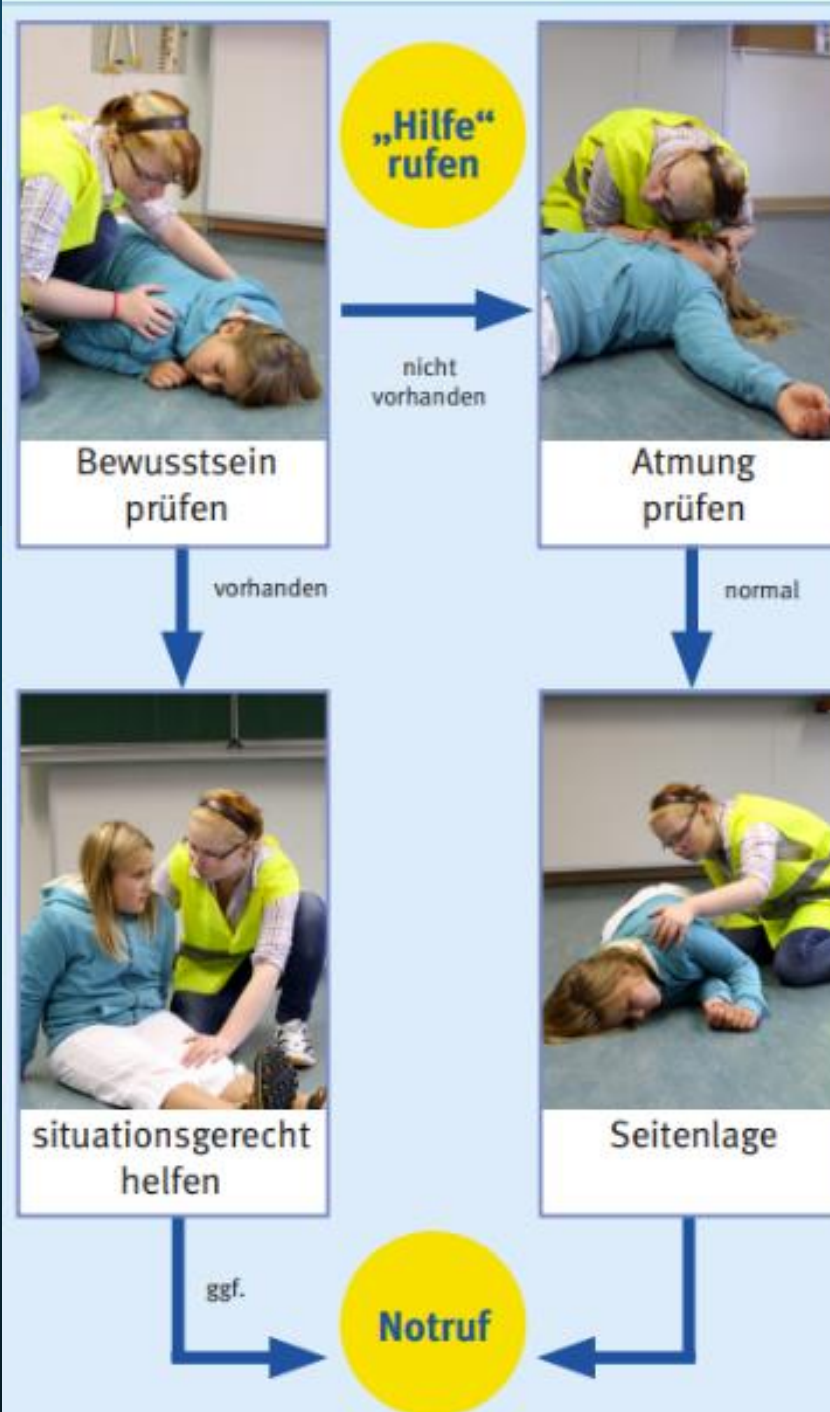 „Hilfe“
rufen
nicht
vorhanden
Bewusstsein
prüfen
Atmung
prüfen
vorhanden
normal
situationsgerecht
helfen
Seitenlage
ggf.
Notruf